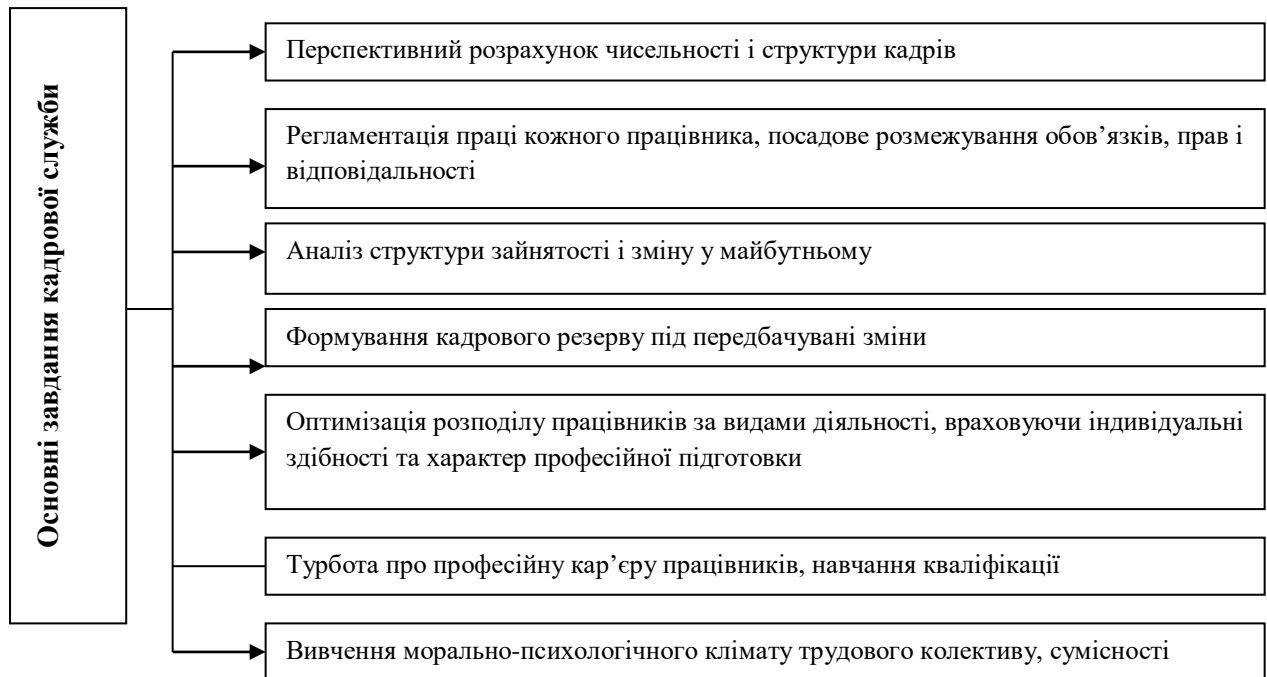 Основні завдання кадрової служби
Перспективний розрахунок чисельності і структури кадрів
Регламентація праці кожного працівника, посадове розмежування обов’язків, прав і
відповідальності
Аналіз структури зайнятості і зміну у майбутньому
Формування кадрового резерву під передбачувані зміни
Оптимізація розподілу працівників за видами діяльності, враховуючи індивідуальні
здібності та характер професійної підготовки
Турбота про професійну кар’єру працівників, навчання кваліфікації
Вивчення морально-психологічного клімату трудового колективу, сумісності